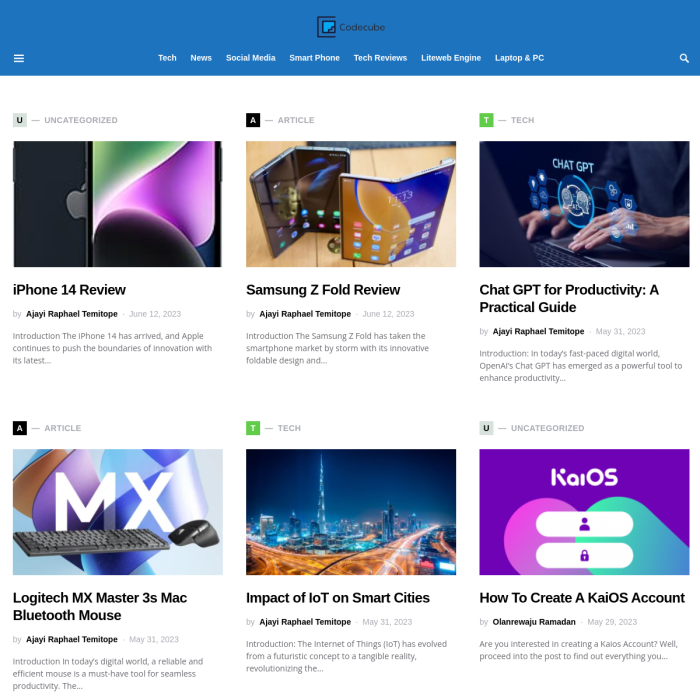 Codecube
Tech News Social Media Smart Phone Tech Reviews Liteweb Engine Laptop & PC
U — UNCATEGORIZED
iPhone 14 Review
by Ajayi Raphael Temitope · June 12, 2023
Introduction The iPhone 14 has arrived, and Apple
continues to push the boundaries of innovation with
its latest...
A — ARTICLE
Samsung Z Fold Review
by Ajayi Raphael Temitope · June 12, 2023
Introduction The Samsung Z Fold has taken the
smartphone market by storm with its innovative
foldable design and...
T — TECH
CHAT GPT
AI
Chat GPT for Productivity: A
Practical Guide
by Ajayi Raphael Temitope · May 31, 2023
Introduction: In today's fast-paced digital world,
OpenAI's Chat GPT has emerged as a powerful tool to
enhance productivity...
A — ARTICLE
MX
Logitech MX Master 3s Mac
Bluetooth Mouse
by Ajayi Raphael Temitope · May 31, 2023
Introduction In today's digital world, a reliable and
efficient mouse is a must-have tool for seamless
productivity. The...
T — TECH
Impact of IoT on Smart Cities
by Ajayi Raphael Temitope · May 31, 2023
Introduction: The Internet of Things (IoT) has evolved
from a futuristic concept to a tangible reality,
revolutionizing the...
U — UNCATEGORIZED
KaiOS
How To Create A KaiOS Account
by Olanrewaju Ramadan · May 29, 2023
Are you interested in creating a Kaios Account? Well,
proceed into the post to find out everything you...